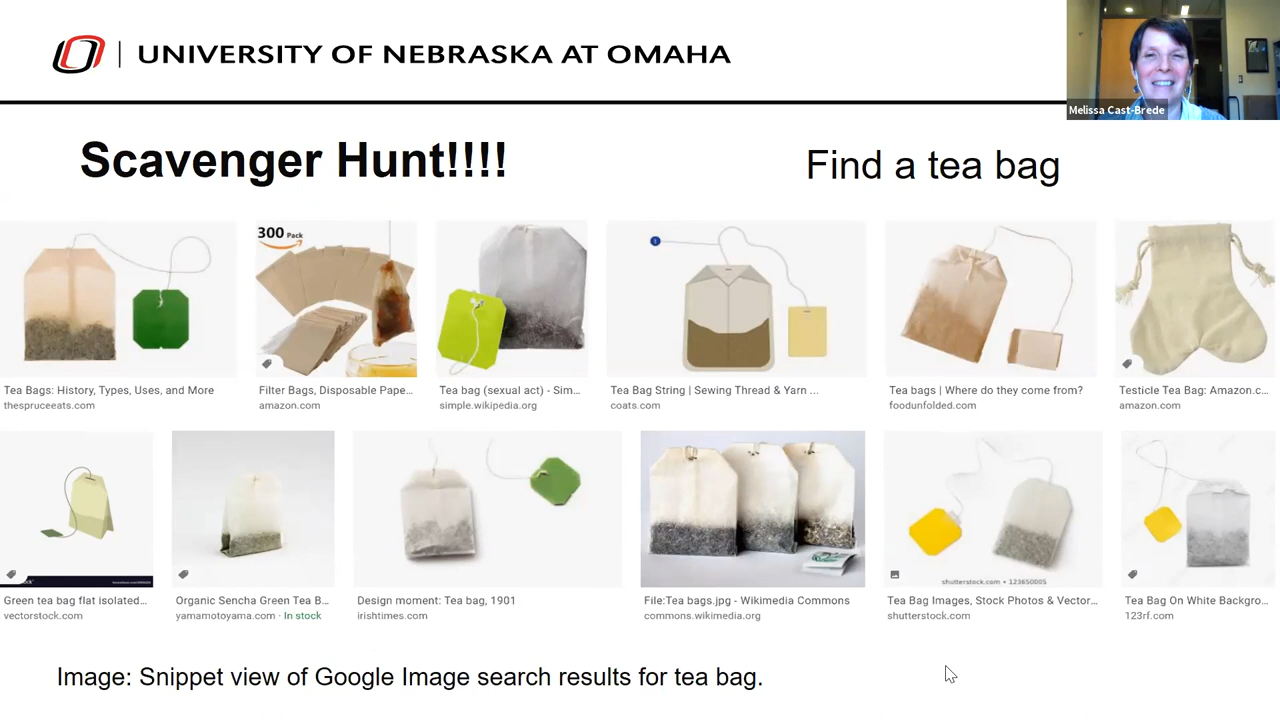 UNIVERSITY OF NEBRASKA AT OMAHA
Melissa Cast-Brede
Scavenger Hunt!!!!
Find a tea bag
300 Pack
1
Tea Bags: History, Types, Uses, and More
thespruceeats.com
Filter Bags, Disposable Pape...
amazon.com
Tea bag (sexual act) - Sim...
simple.wikipedia.org
Tea Bag String | Sewing Thread & Yarn ...
coats.com
Tea bags | Where do they come from?
foodunfolded.com
Testicle Tea Bag: Amazon.c...
amazon.com
shutterstock.com • 123650005
Green tea bag flat isolated...
vectorstock.com
Organic Sencha Green Tea B...
yamamotoyama.com · In stock
Design moment: Tea bag, 1901
irishtimes.com
File:Tea bags.jpg - Wikimedia Commons
commons.wikimedia.org
Tea Bag Images, Stock Photos & Vector...
shutterstock.com
Tea Bag On White Backgro...
123rf.com
Image: Snippet view of Google Image search results for tea bag.